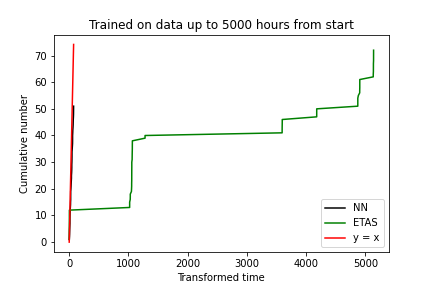 Trained on data up to 5000 hours from start
Cumulative number
70
60
50
40
30
20
10
0
0
1000
2000
3000
4000
5000
Transformed time
NN
ETAS
y = x